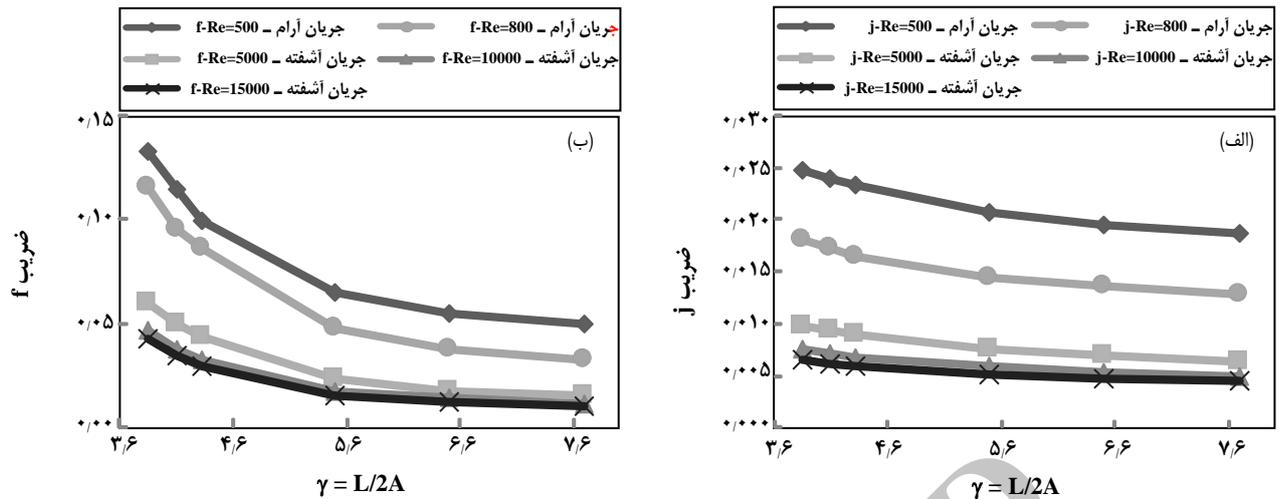 f-Re=500 ـ جریان آرام
f-Re=800 ـ جریان آرام
f-Re=5000 ـ جریان آشفته
f-Re=10000 ـ جریان آشفته
f-Re=15000 ـ جریان آشفته
(ب)
۰٫۱۵
۰٫۱۰
۰٫۰۵
۰٫۰۰
ضریب f
۳٫۶ ۴٫۶ ۵٫۶ ۶٫۶ ۷٫۶
γ = L/2A
j-Re=500 ـ جریان آرام
j-Re=800 ـ جریان آرام
j-Re=5000 ـ جریان آشفته
j-Re=10000 ـ جریان آشفته
j-Re=15000 ـ جریان آشفته
(الف)
۰٫۰۳۰
۰٫۰۲۵
۰٫۰۲۰
۰٫۰۱۵
۰٫۰۱۰
۰٫۰۰۵
۰٫۰۰۰
ضریب j
۳٫۶ ۴٫۶ ۵٫۶ ۶٫۶ ۷٫۶
γ = L/2A